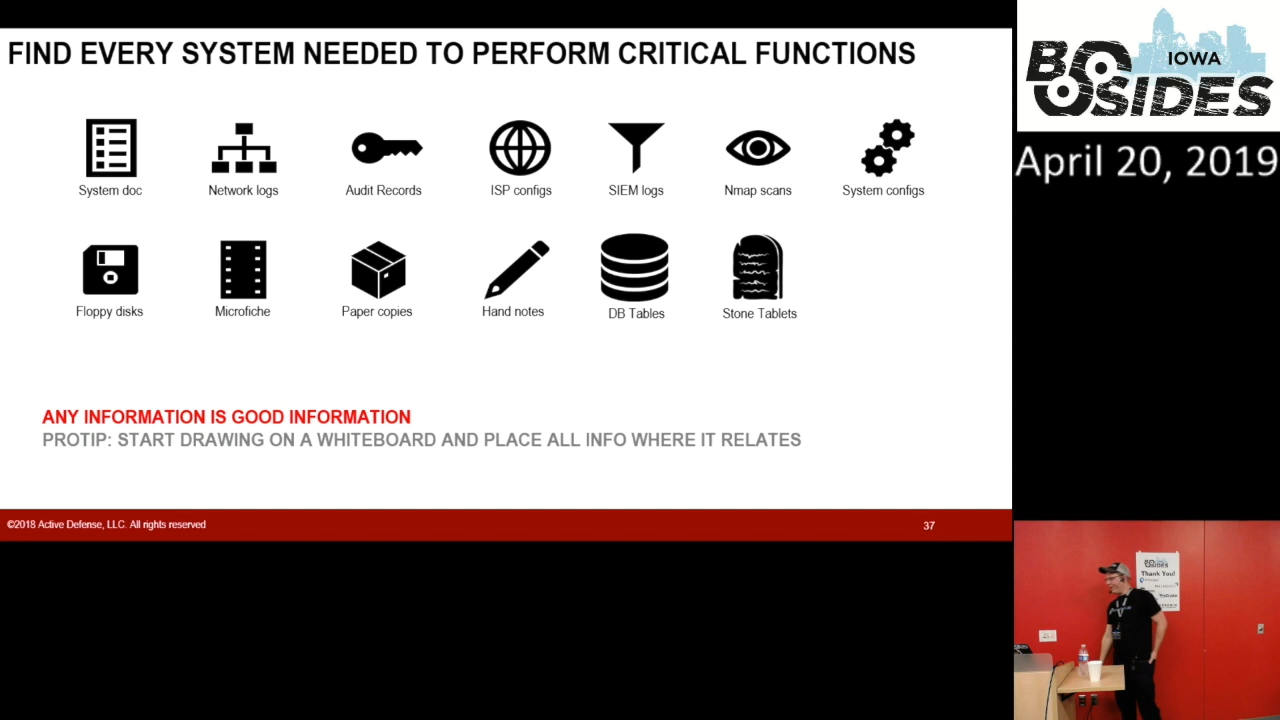 FIND EVERY SYSTEM NEEDED TO PERFORM CRITICAL FUNCTIONS
System doc
Network logs
Audit Records
ISP configs
SIEM logs
Nmap scans
System configs
Floppy disks
Microfiche
Paper copies
Hand notes
DB Tables
Stone Tablets
ANY INFORMATION IS GOOD INFORMATION
PROTIP: START DRAWING ON A WHITEBOARD AND PLACE ALL INFO WHERE IT RELATES
©2018 Active Defense, LLC. All rights reserved
37
BSIDES
IOWA
April 20, 2019
BSIDES
Thank You!